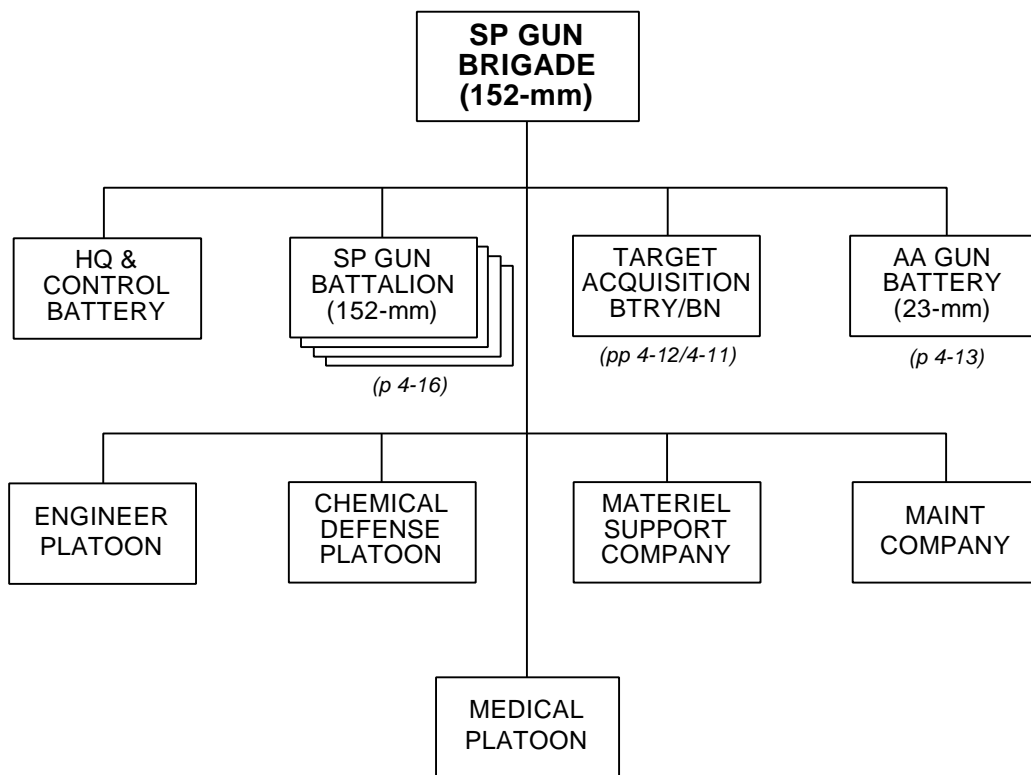 SP GUN
BRIGADE
(152-mm)
HQ &
CONTROL
BATTERY
SP GUN
BATTALION
(152-mm)
(p 4-16)
TARGET
ACQUISITION
BTRY/BN
(pp 4-12/4-11)
AA GUN
BATTERY
(23-mm)
(p 4-13)
ENGINEER
PLATOON
CHEMICAL
DEFENSE
PLATOON
MATERIEL
SUPPORT
COMPANY
MAINT
COMPANY
MEDICAL
PLATOON